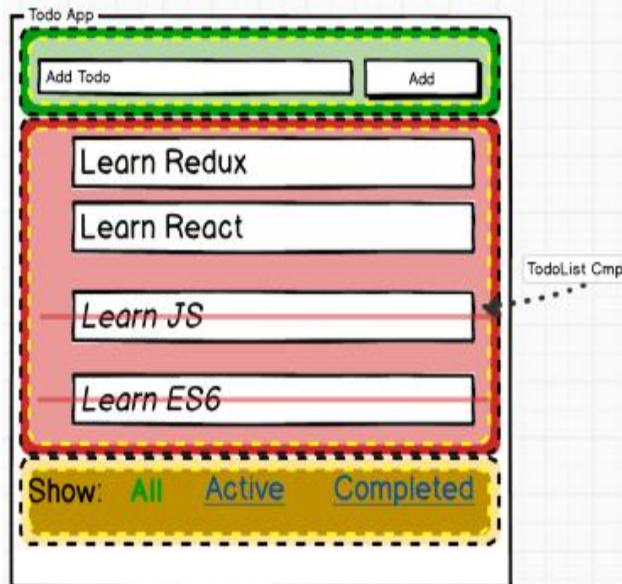 Todo App
Add Todo Add
Learn Redux
Learn React
TodoList Cmp
Learn JS
Learn ES6
Show: All Active Completed